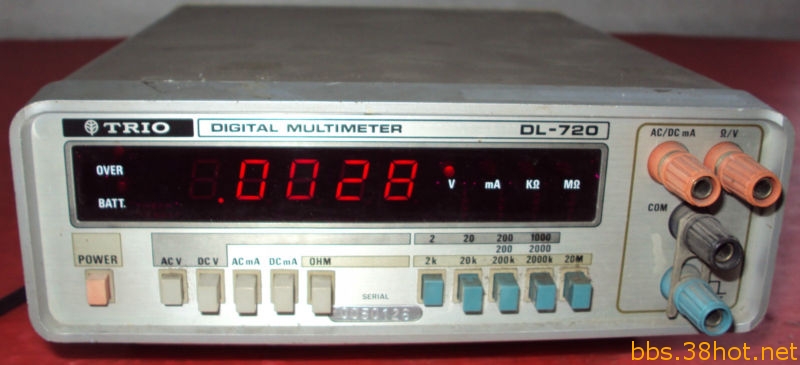 TRIO DIGITAL MULTIMETER DL-720
AC/DC mA Ω/V
OVER
BATT.
.0028
V mA KΩ MΩ
COM
POWER
AC V DC V AC mA DC mA OHM
2 20 200 1000
200 2000
2k 20k 200k 2000k 20M
SERIAL
0050126
bbs.38hot.net